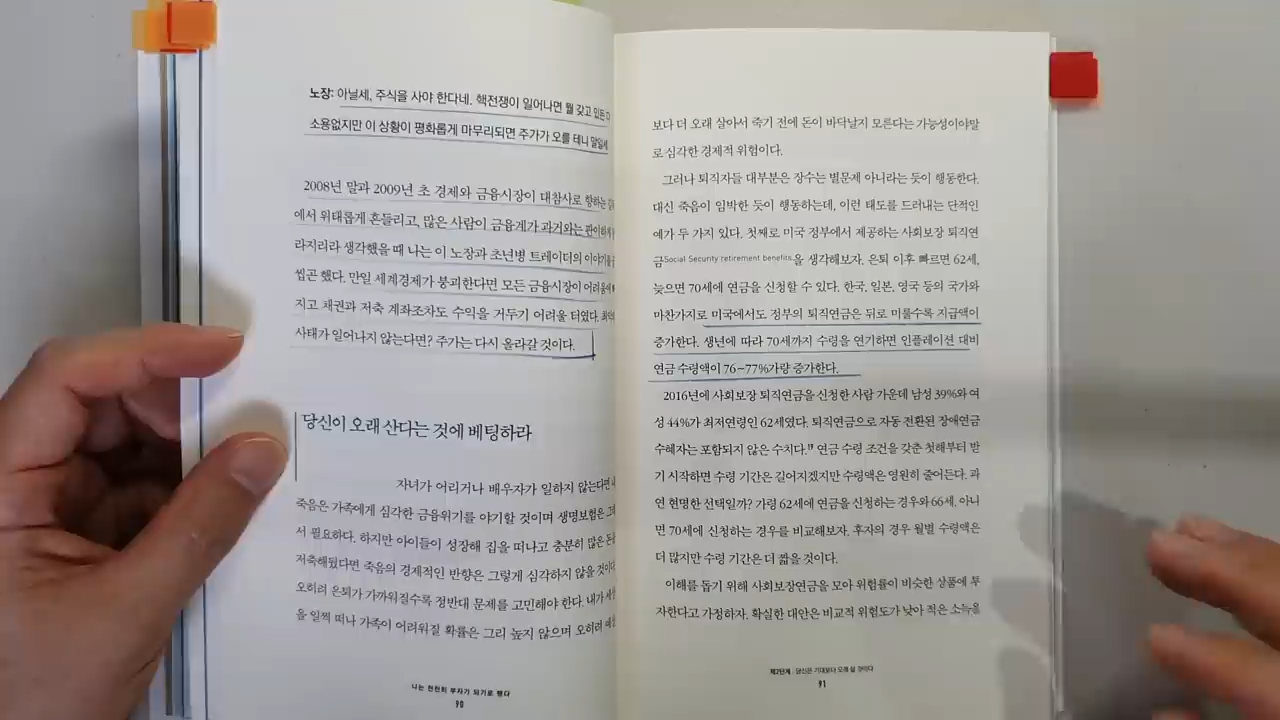 노장: 아닐세, 주식을 사야 한다네. 핵전쟁이 일어나면 뭘 갖고 있든
소용없지만 이 상황이 평화롭게 마무리되면 주가가 오를 테니 말일세
2008년 말과 2009년 초 경제와 금융시장이 대참사로 향하는
에서 위태롭게 흔들리고, 많은 사람이 금융계가 과거와는 판이하게
라지리라 생각했을 때 나는 이 노장과 초년병 트레이더의 이야기를
씹곤 했다. 만일 세계경제가 붕괴한다면 모든 금융시장이 어려움에
지고 채권과 저축 계좌조차도 수익을 거두기 어려울 터였다.
사태가 일어나지 않는다면? 주가는 다시 올라갈 것이다.
당신이 오래 산다는 것에 베팅하라
자녀가 어리거나 배우자가 일하지 않는다면
죽음은 가족에게 심각한 금융위기를 야기할 것이며 생명보험은
서 필요하다. 하지만 아이들이 성장해 집을 떠나고 충분히 많은
저축해뒀다면 죽음의 경제적인 반향은 그렇게 심각하지 않을 것이다
오히려 은퇴가 가까워질수록 정반대 문제를 고민해야 한다. 내가
을 일찍 떠나 가족이 어려워질 확률은 그리 높지 않으며 오히려
나는 천천히 부자가 되기로 했다
90
보다 더 오래 살아서 죽기 전에 돈이 바닥날지 모른다는 가능성이야말
로 심각한 경제적 위험이다.
그러나 퇴직자들 대부분은 장수는 별문제 아니라는 듯이 행동한다.
대신 죽음이 임박한 듯이 행동하는데, 이런 태도를 드러내는 단적인
예가 두 가지 있다. 첫째로 미국 정부에서 제공하는 사회보장 퇴직연
금Social Security retirement benefits을 생각해보자. 은퇴 이후 빠르면 62세,
늦으면 70세에 연금을 신청할 수 있다. 한국, 일본, 영국 등의 국가와
마찬가지로 미국에서도 정부의 퇴직연금은 뒤로 미룰수록 지급액이
증가한다. 생년에 따라 70세까지 수령을 연기하면 인플레이션 대비
연금 수령액이 76~77%가량 증가한다.
2016년에 사회보장 퇴직연금을 신청한 사람 가운데 남성 39%와 여
성 44%가 최저연령인 62세였다. 퇴직연금으로 자동 전환된 장애연금
수혜자는 포함되지 않은 수치다. 연금 수령 조건을 갖춘 첫해부터 받
기 시작하면 수령 기간은 길어지겠지만 수령액은 영원히 줄어든다. 과
연 현명한 선택일까? 가령 62세에 연금을 신청하는 경우와 66세, 아니
면 70세에 신청하는 경우를 비교해보자. 후자의 경우 월별 수령액은
더 많지만 수령 기간은 더 짧을 것이다.
이해를 돕기 위해 사회보장연금을 모아 위험률이 비슷한 상품에 투
자한다고 가정하자. 확실한 대안은 비교적 위험도가 낮아 적은 소득을
제2단계 : 당신은 기대보다 오래 살 것이다
91